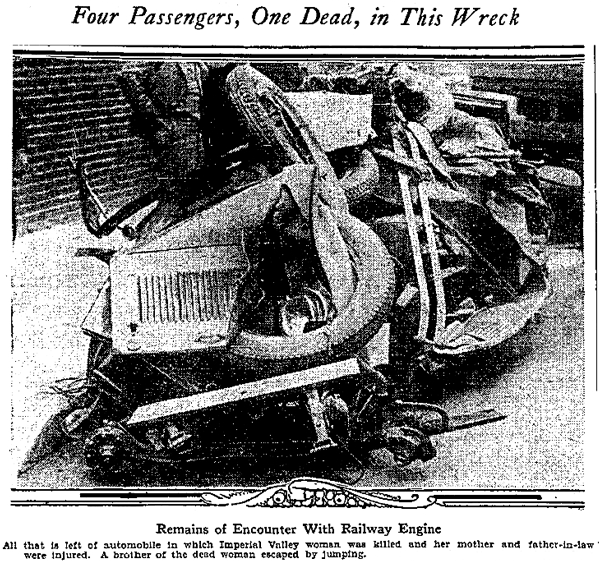 Four Passengers, One Dead, in This Wreck
Remains of Encounter With Railway Engine
All that is left of automobile in which Imperial Valley woman was killed and her mother and father-in-law
were injured. A brother of the dead woman escaped by jumping.